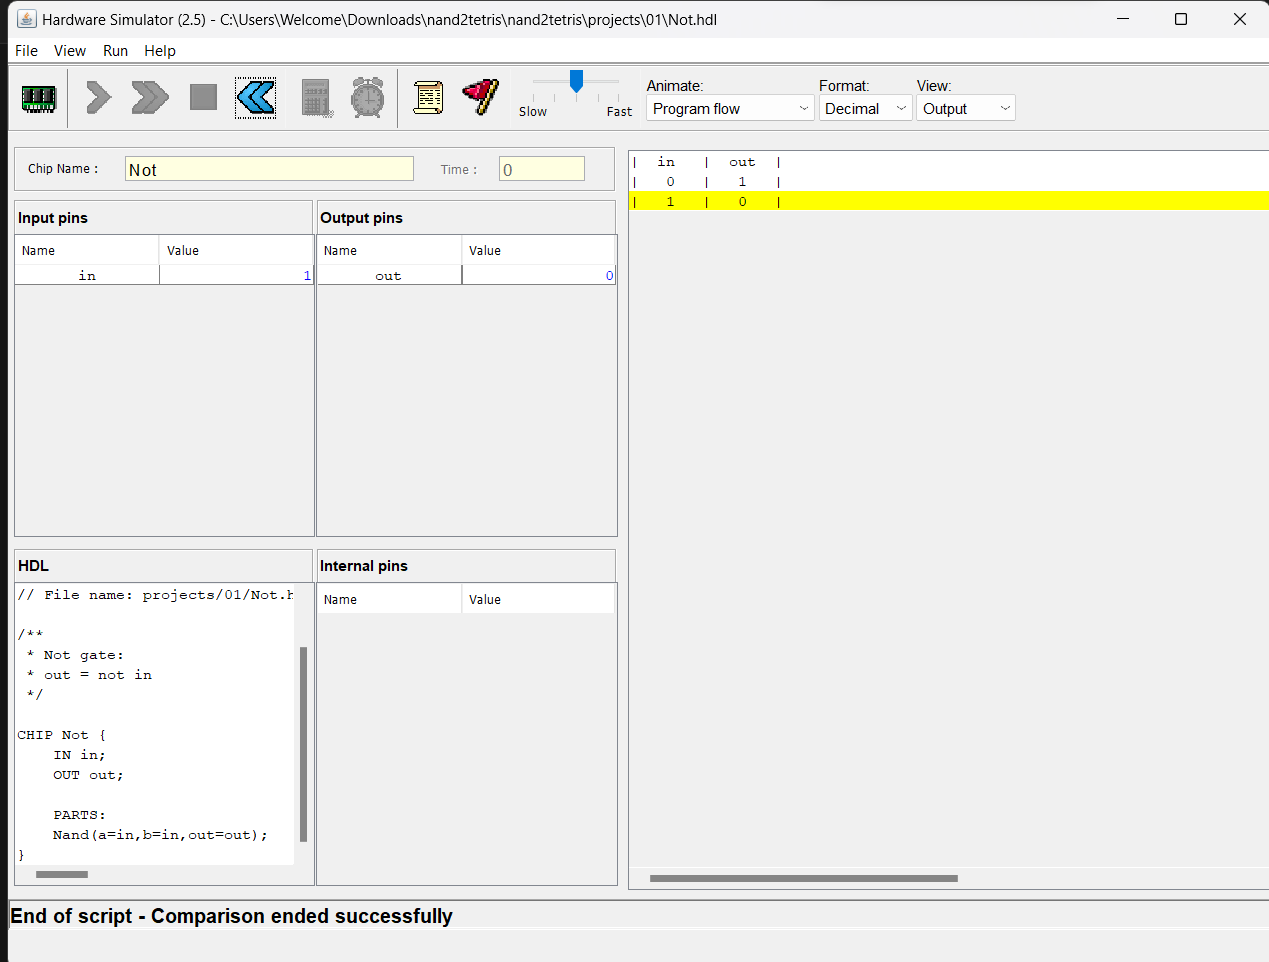 Hardware Simulator (2.5) - C:\Users\Welcome\Downloads\nand2tetris\nand2tetris\projects\01\Not.hdl
File View Run Help
Animate: Format: View:
Slow Fast Program flow Decimal Output
Chip Name : Not Time : 0
Input pins Output pins
Name Value Name Value
in 1 out 0
| in | out |
| 0 | 1 |
| 1 | 0 |
HDL
// File name: projects/01/Not.h
/**
* Not gate:
* out = not in
*/
CHIP Not {
IN in;
OUT out;
PARTS:
Nand(a=in,b=in,out=out);
}
Internal pins
Name Value
End of script - Comparison ended successfully